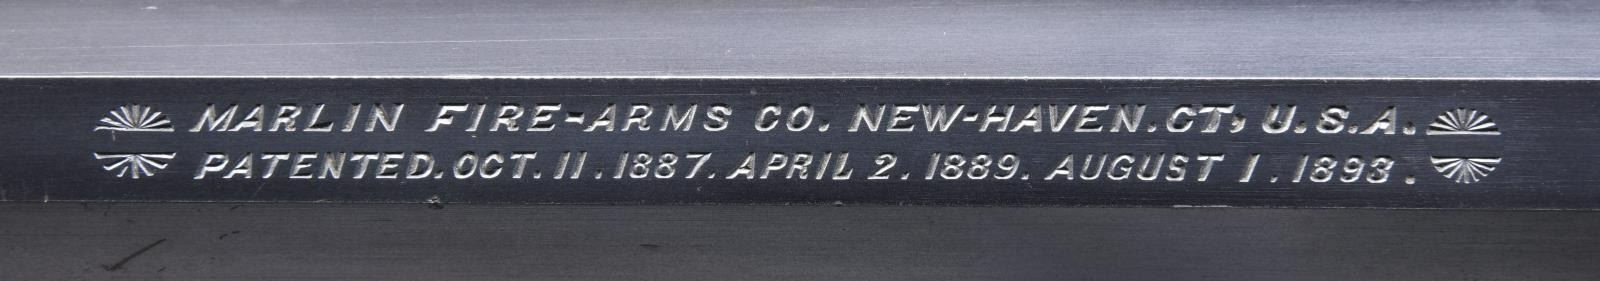 MARLIN FIRE-ARMS CO. NEW-HAVEN.CT, U.S.A.
PATENTED.OCT.11.1887. APRIL 2. 1889. AUGUST 1.1893.